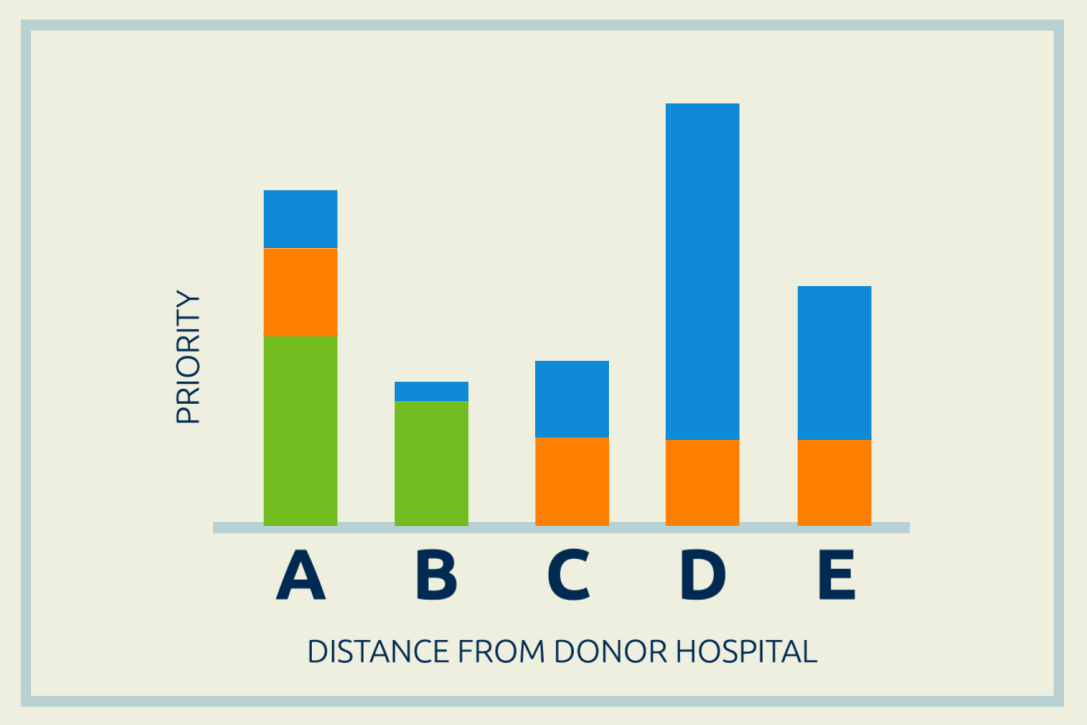 PRIORITY
A B C D E
DISTANCE FROM DONOR HOSPITAL